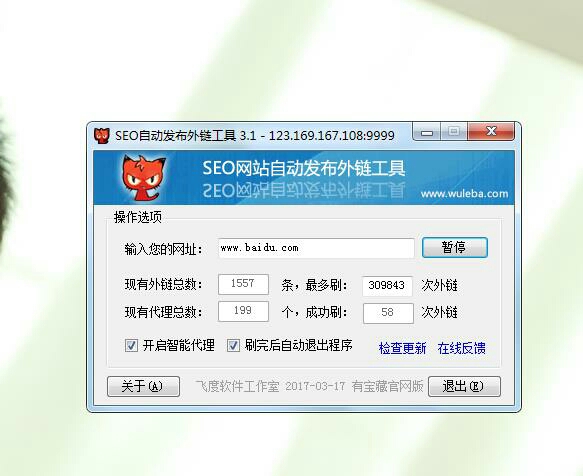 SEO自动发布外链工具 3.1 - 123.169.167.108:9999
SEO网站自动发布外链工具
www.wuleba.com
操作选项
输入您的网址: www.baidu.com 暂停
现有外链总数: 1557 条,最多刷: 309843 次外链
现有代理总数: 199 个,成功刷: 58 次外链
开启智能代理 刷完后自动退出程序 检查更新 在线反馈
关于(A) 飞度软件工作室 2017-03-17 有宝藏官网版 退出(E)